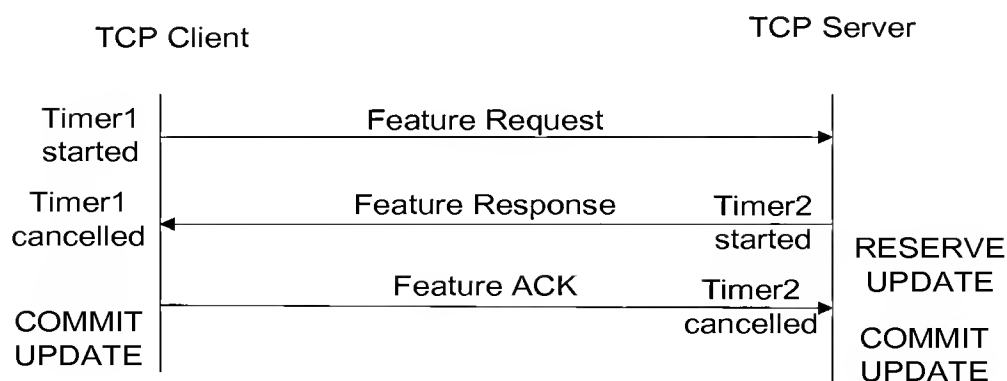 TCP Client
TCP Server
Timer1
started
Feature Request
Timer1
cancelled
Feature Response
Timer2
started
RESERVE
UPDATE
Feature ACK
Timer2
cancelled
COMMIT
UPDATE
COMMIT
UPDATE